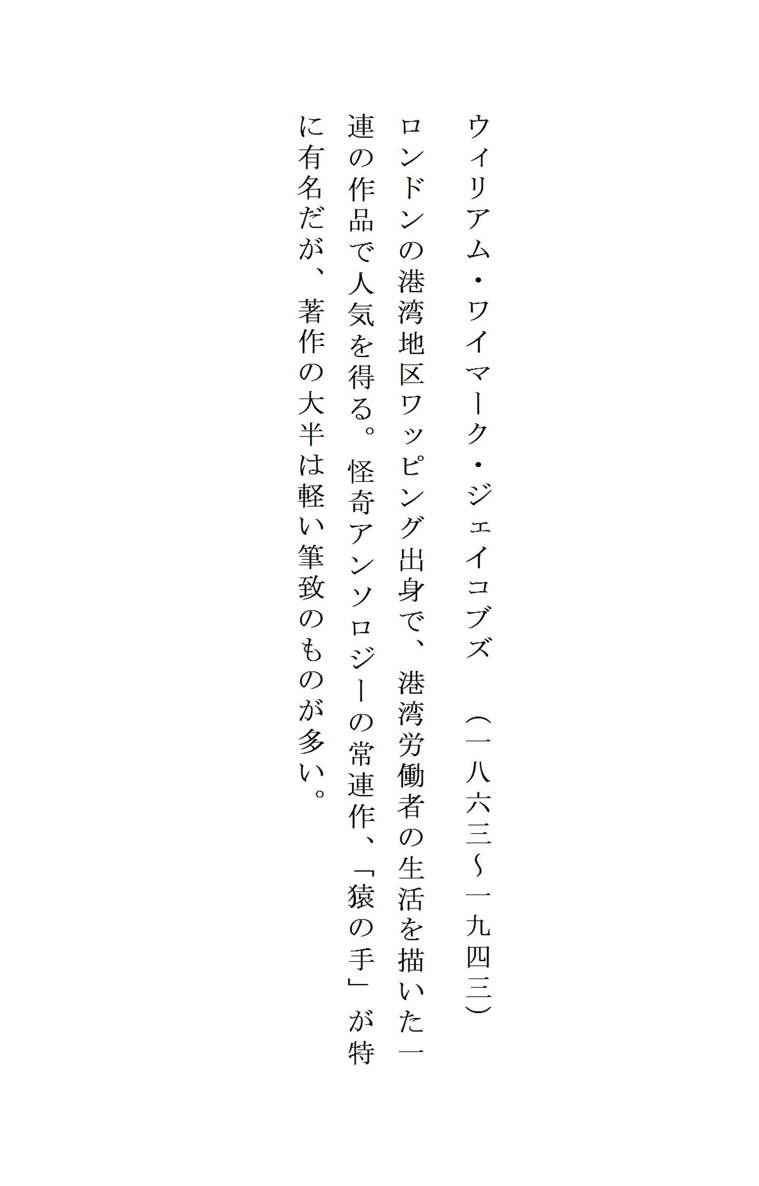 ウィリアム・ワイマーク・ジェイコブズ　（一八六三〜一九四三）
ロンドンの港湾地区ワッピング出身で、港湾労働者の生活を描いた一
連の作品で人気を得る。怪奇アンソロジーの常連作、「猿の手」が特
に有名だが、著作の大半は軽い筆致のものが多い。